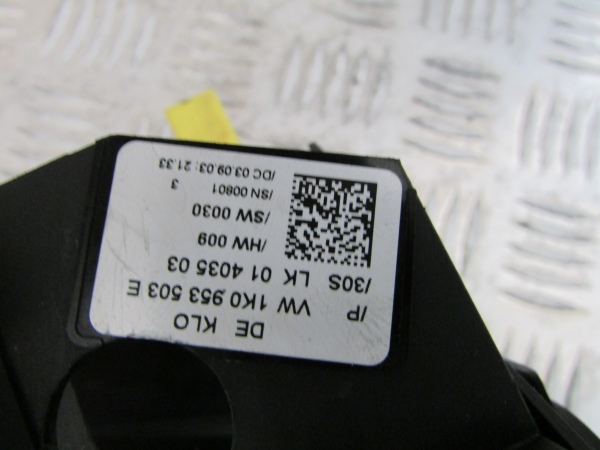 DE KLO
/P VW 1K0 953 503 E
/30S LK 01 4035 03
/HW 009
/SW 0030
3
/SN 00801
/DC 03.09.03; 21.33